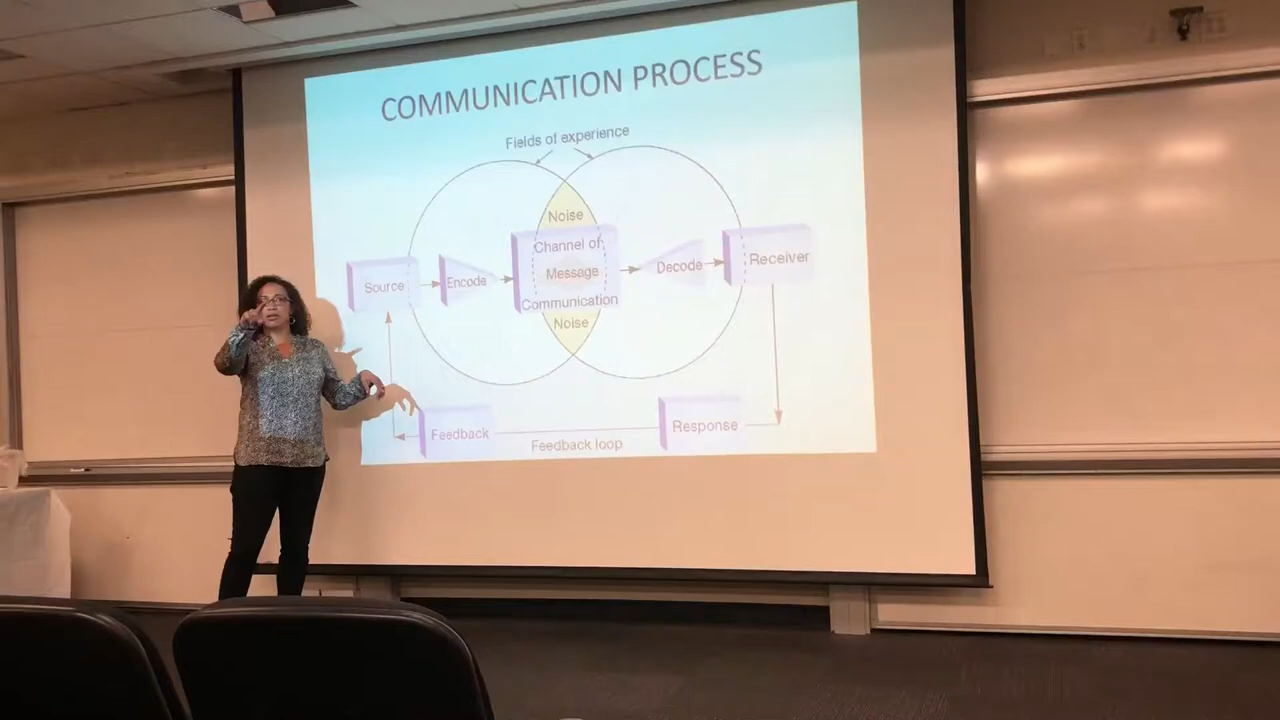 COMMUNICATION PROCESS
Fields of experience
Noise
Channel of
Message
Communication
Noise
Source
Encode
Decode
Receiver
Feedback
Feedback loop
Response